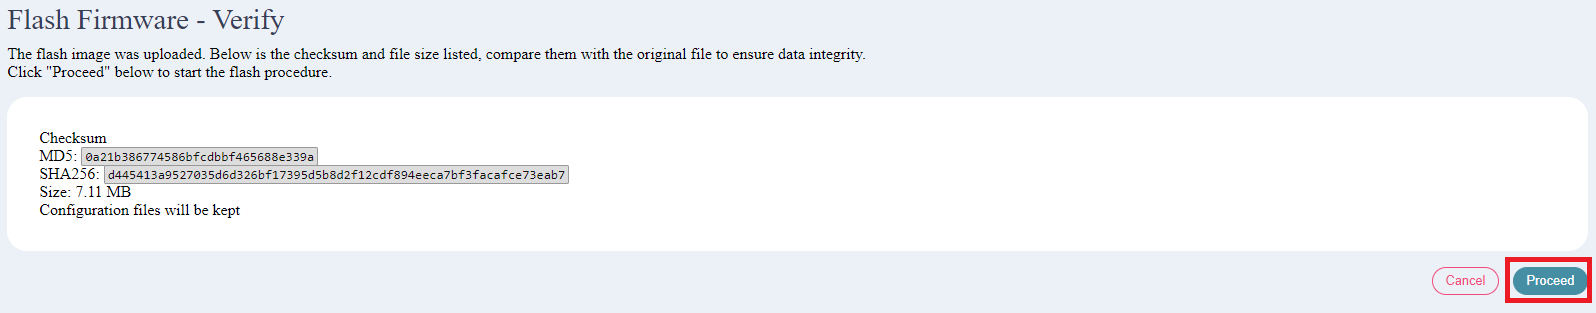 Flash Firmware - Verify
The flash image was uploaded. Below is the checksum and file size listed, compare them with the original file to ensure data integrity.
Click "Proceed" below to start the flash procedure.
Checksum
MD5: 0a21b386774586bfcdbbf465688e339a
SHA256: d445413a9527035d6d326bf17395d5b8d2f12cdf894eeca7bf3facafce73eab7
Size: 7.11 MB
Configuration files will be kept
Cancel Proceed